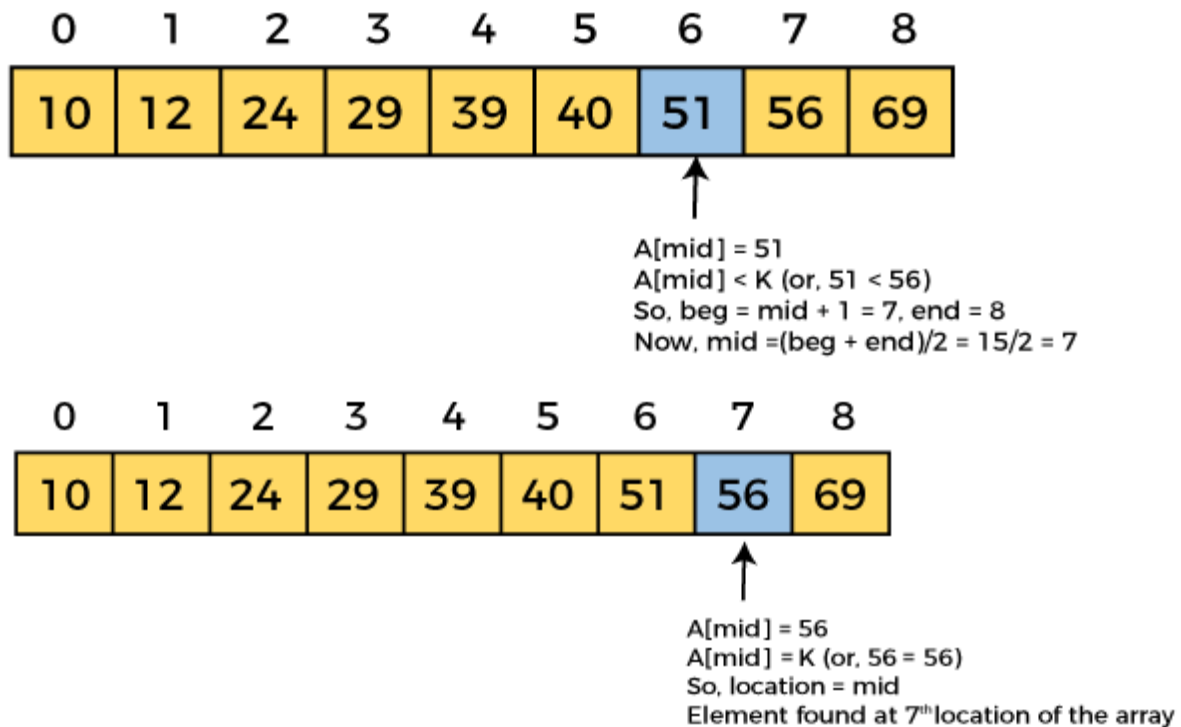 0 1 2 3 4 5 6 7 8
10 12 24 29 39 40 51 56 69
A[mid] = 51
A[mid] < K (or, 51 < 56)
So, beg = mid + 1 = 7, end = 8
Now, mid =(beg + end)/2 = 15/2 = 7
0 1 2 3 4 5 6 7 8
10 12 24 29 39 40 51 56 69
A[mid] = 56
A[mid] = K (or, 56 = 56)
So, location = mid
Element found at 7th location of the array